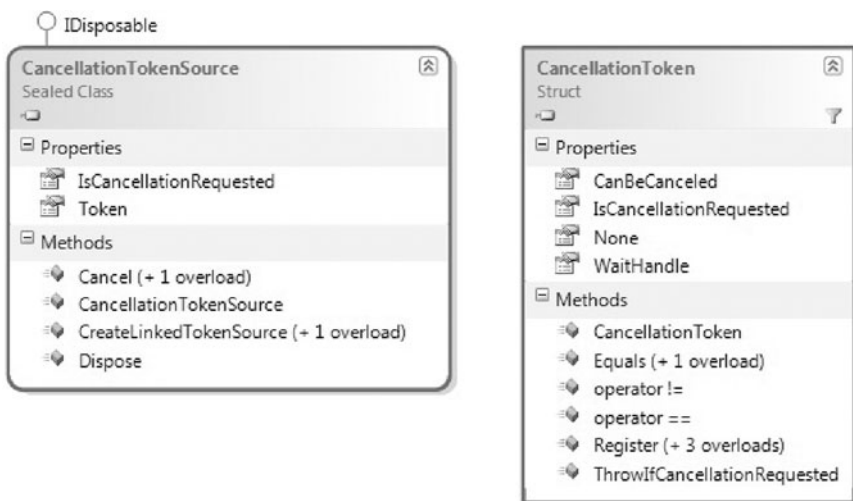 IDisposable
CancellationTokenSource
Sealed Class
Properties
IsCancellationRequested
Token
Methods
Cancel (+ 1 overload)
CancellationTokenSource
CreateLinkedTokenSource (+ 1 overload)
Dispose
CancellationToken
Struct
Properties
CanBeCanceled
IsCancellationRequested
None
WaitHandle
Methods
CancellationToken
Equals (+ 1 overload)
operator !=
operator ==
Register (+ 3 overloads)
ThrowIfCancellationRequested